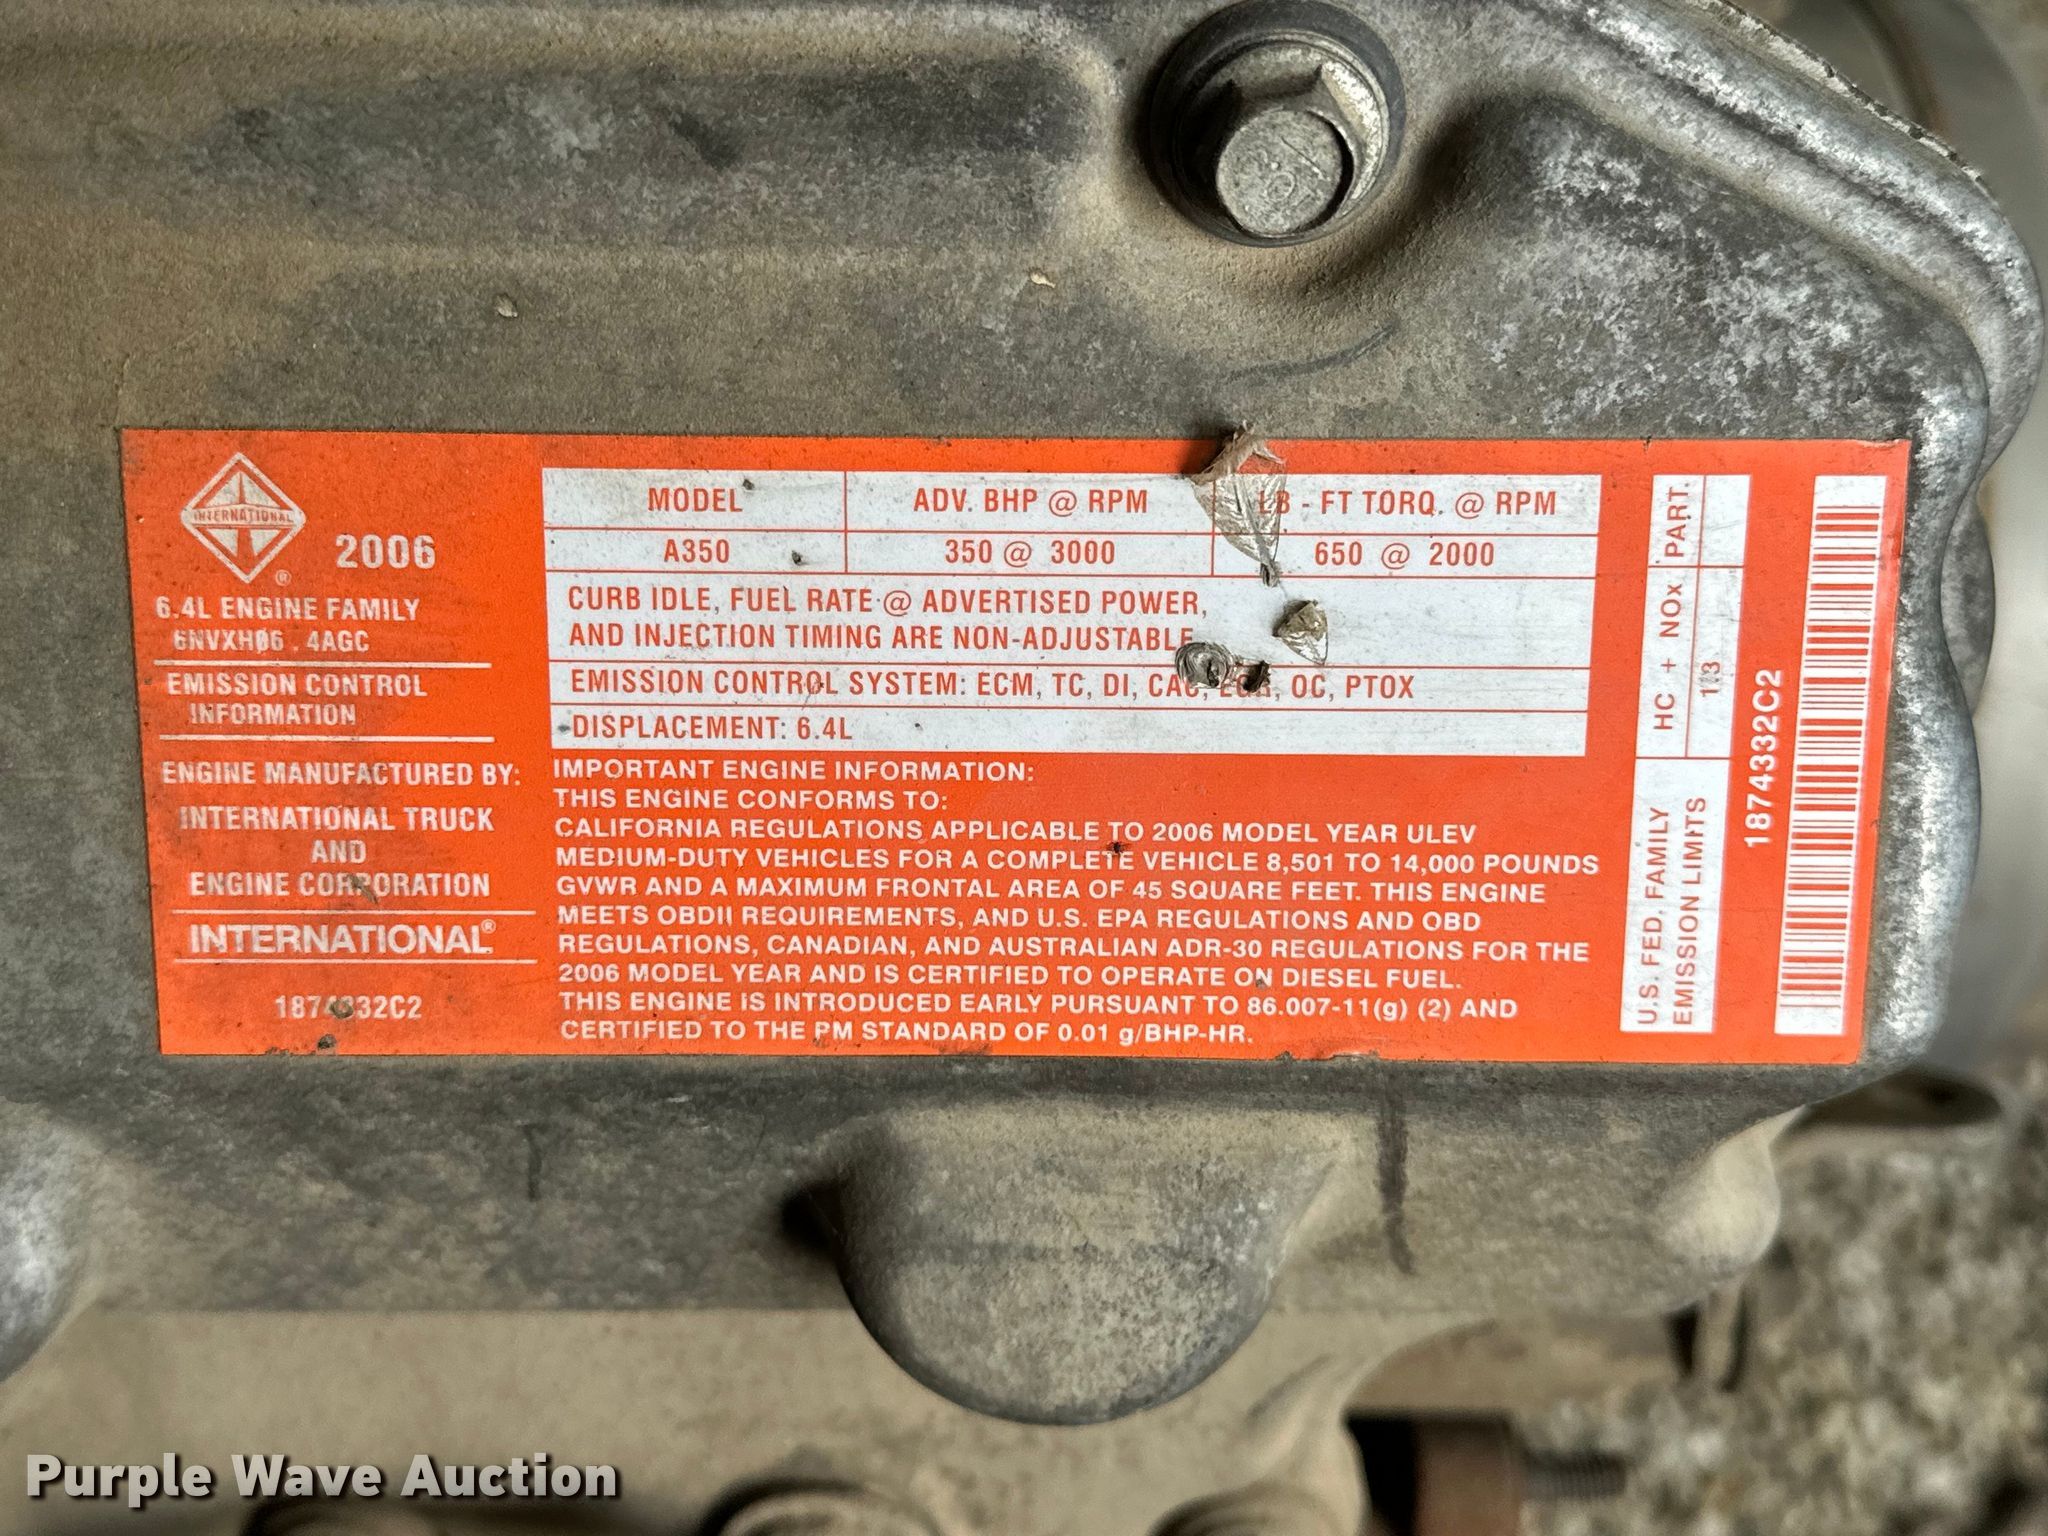 INTERNATIONAL
®
2006
6.4L ENGINE FAMILY
6NVXH06.4AGC
EMISSION CONTROL
INFORMATION
ENGINE MANUFACTURED BY:
INTERNATIONAL TRUCK
AND
ENGINE CORPORATION
INTERNATIONAL®
1874332C2
MODEL ADV. BHP @ RPM LB - FT TORQ. @ RPM
A350 350 @ 3000 650 @ 2000
CURB IDLE, FUEL RATE @ ADVERTISED POWER,
AND INJECTION TIMING ARE NON-ADJUSTABLE
EMISSION CONTROL SYSTEM: ECM, TC, DI, CAC, EGR, OC, PTOX
DISPLACEMENT: 6.4L
IMPORTANT ENGINE INFORMATION:
THIS ENGINE CONFORMS TO:
CALIFORNIA REGULATIONS APPLICABLE TO 2006 MODEL YEAR ULEV
MEDIUM-DUTY VEHICLES FOR A COMPLETE VEHICLE 8,501 TO 14,000 POUNDS
GVWR AND A MAXIMUM FRONTAL AREA OF 45 SQUARE FEET. THIS ENGINE
MEETS OBDII REQUIREMENTS, AND U.S. EPA REGULATIONS AND OBD
REGULATIONS, CANADIAN, AND AUSTRALIAN ADR-30 REGULATIONS FOR THE
2006 MODEL YEAR AND IS CERTIFIED TO OPERATE ON DIESEL FUEL.
THIS ENGINE IS INTRODUCED EARLY PURSUANT TO 86.007-11(g) (2) AND
CERTIFIED TO THE PM STANDARD OF 0.01 g/BHP-HR.
U.S. FED. FAMILY
EMISSION LIMITS
HC + NOx PART.
1.3
1874332C2
Purple Wave Auction